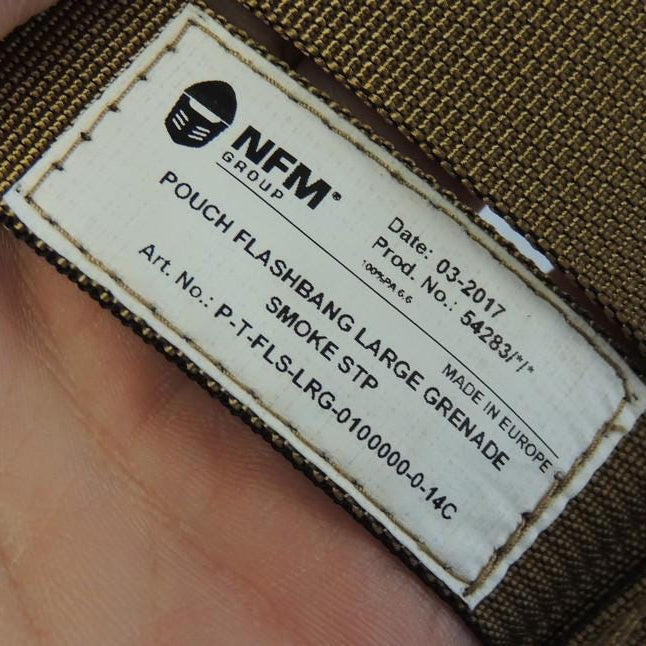 NFM®
GROUP
Date: 03-2017
Prod. No.: 54283/*/*
100%PA 6.6
MADE IN EUROPE
POUCH FLASHBANG LARGE GRENADE
SMOKE STP
Art. No.: P-T-FLS-LRG-0100000-0-14C